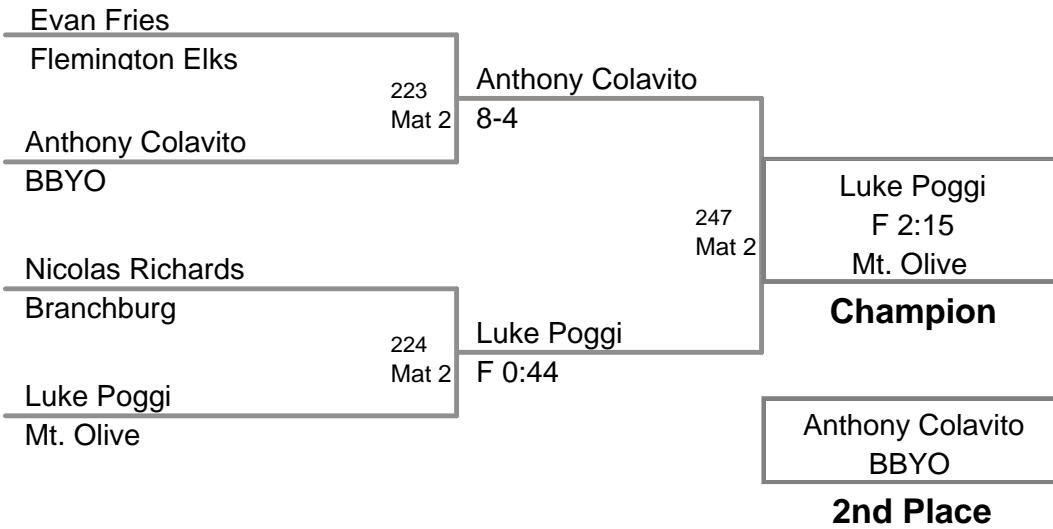 Evan Fries
Flemington Elks
223
Mat 2
Anthony Colavito
8-4
Anthony Colavito
BBYO
Luke Poggi
F 2:15
Mt. Olive
Champion
247
Mat 2
Nicolas Richards
Branchburg
224
Mat 2
Luke Poggi
F 0:44
Luke Poggi
Mt. Olive
Anthony Colavito
BBYO
2nd Place